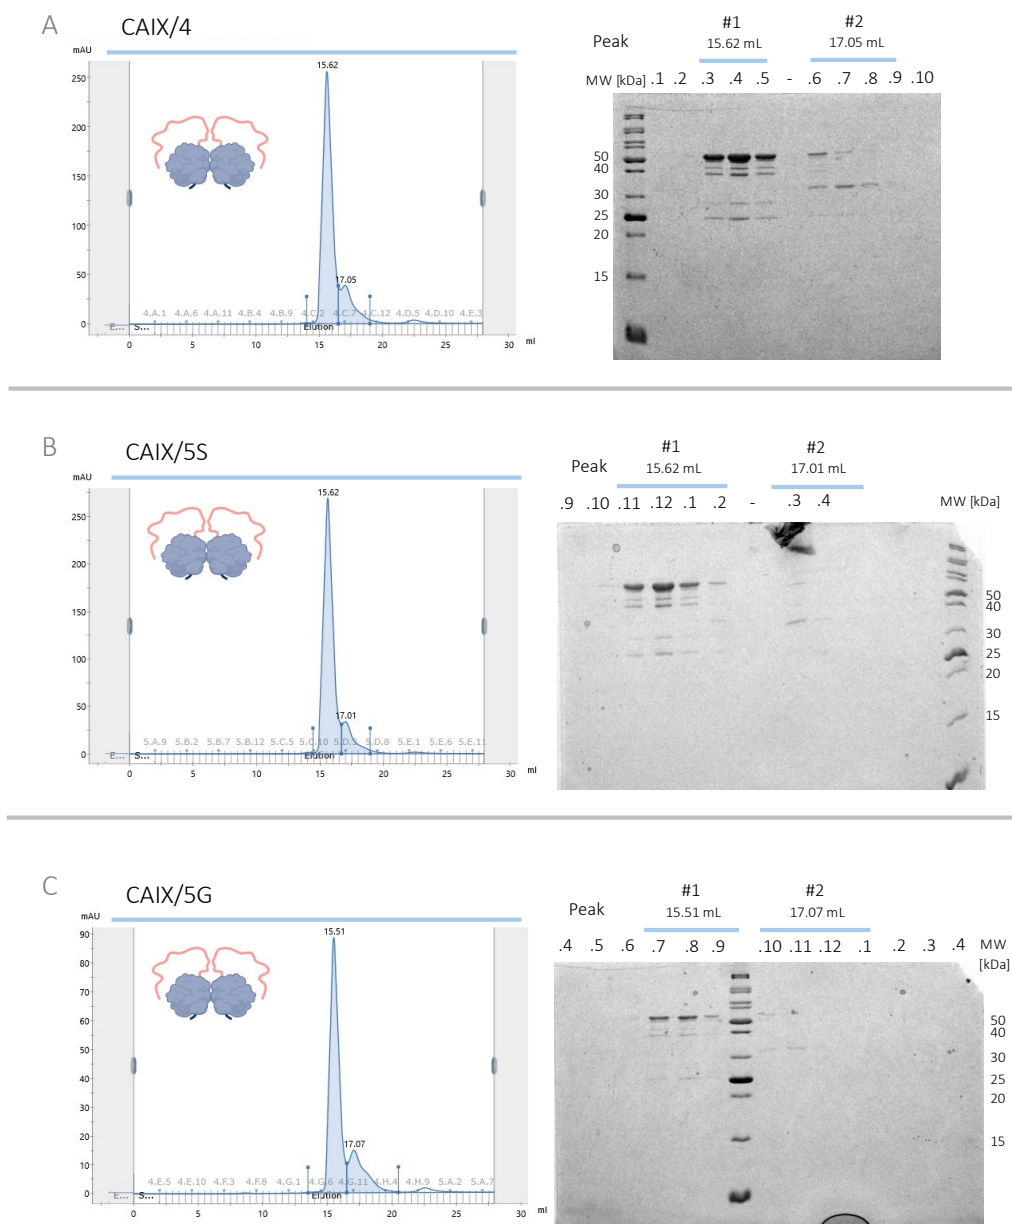 A
CAIX/4
mAU
250
200
150
100
50
0
15.62
17.05
4.A.1 4.A.6 4.A.11 4.B.4 4.B.9 4.C.2 4.C.7 4.C.12 4.D.5 4.D.10 4.E.3
E... S... Elution
0 5 10 15 20 25 30 ml
#1 #2
Peak 15.62 mL 17.05 mL
MW [kDa] .1 .2 .3 .4 .5 - .6 .7 .8 .9 .10
50
40
30
25
20
15
B
CAIX/5S
mAU
250
200
150
100
50
0
15.62
17.01
5.A.9 5.B.2 5.B.7 5.B.12 5.C.5 5.C.10 5.D.3 5.D.8 5.E.1 5.E.6 5.E.11
E... S... Elution
0 5 10 15 20 25 30 ml
#1 #2
Peak 15.62 mL 17.01 mL
.9 .10 .11 .12 .1 .2 - .3 .4 MW [kDa]
50
40
30
25
20
15
C
CAIX/5G
mAU
90
80
70
60
50
40
30
20
10
0
15.51
17.07
4.E.5 4.E.10 4.F.3 4.F.8 4.G.1 4.G.6 4.G.11 4.H.4 4.H.9 5.A.2 5.A.7
E... S... Elution
0 5 10 15 20 25 30 ml
#1 #2
Peak 15.51 mL 17.07 mL
.4 .5 .6 .7 .8 .9 .10 .11 .12 .1 .2 .3 .4 MW
[kDa]
50
40
30
25
20
15